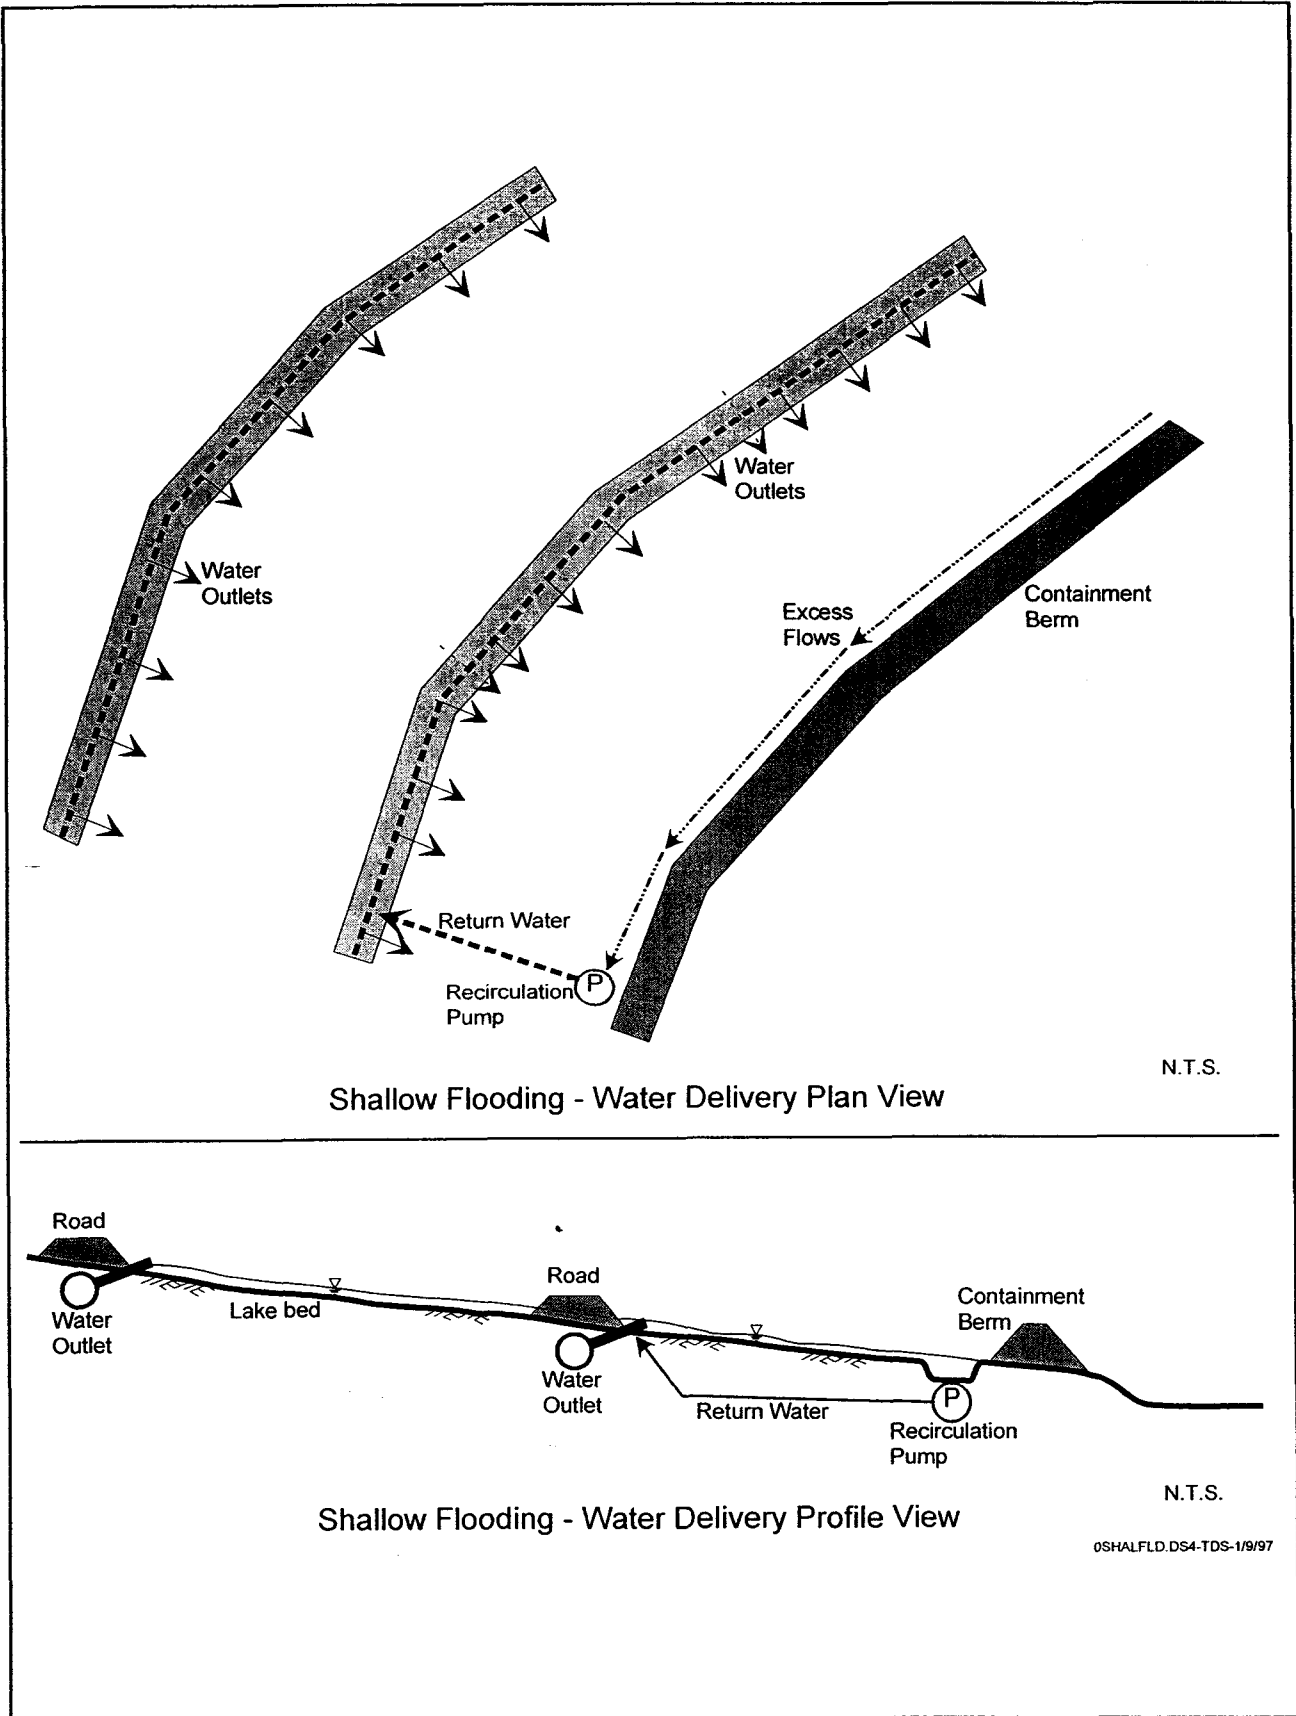 Water
Outlets
Water
Outlets
Excess
Flows
Containment
Berm
Return Water
P
Recirculation
Pump
N.T.S.
Shallow Flooding - Water Delivery Plan View
Road
Water
Outlet
Lake bed
Road
Water
Outlet
Return Water
Containment
Berm
P
Recirculation
Pump
N.T.S.
Shallow Flooding - Water Delivery Profile View
0SHALFLD.DS4-TDS-1/9/97